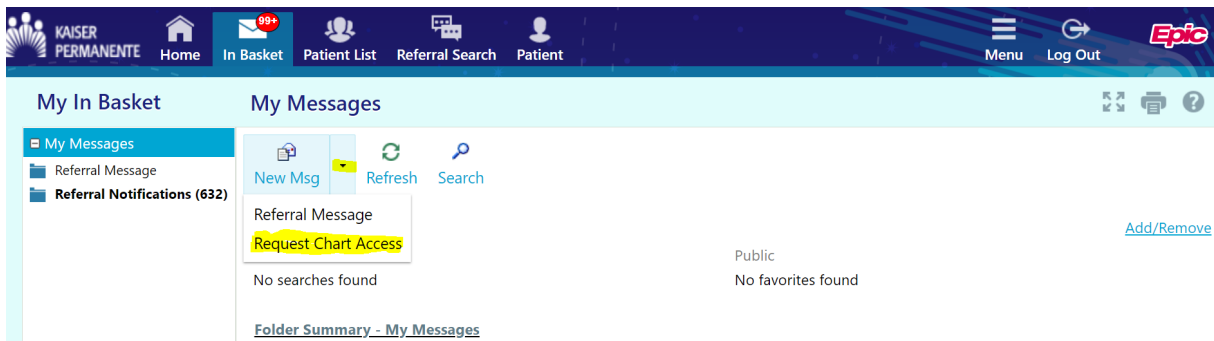 KAISER
PERMANENTE
Home
99+
In Basket
Patient List
Referral Search
Patient
Menu
Log Out
Epic
My In Basket
My Messages
My Messages
Referral Message
Referral Notifications (632)
New Msg
Refresh
Search
Referral Message
Request Chart Access
Add/Remove
Public
No searches found
No favorites found
Folder Summary - My Messages